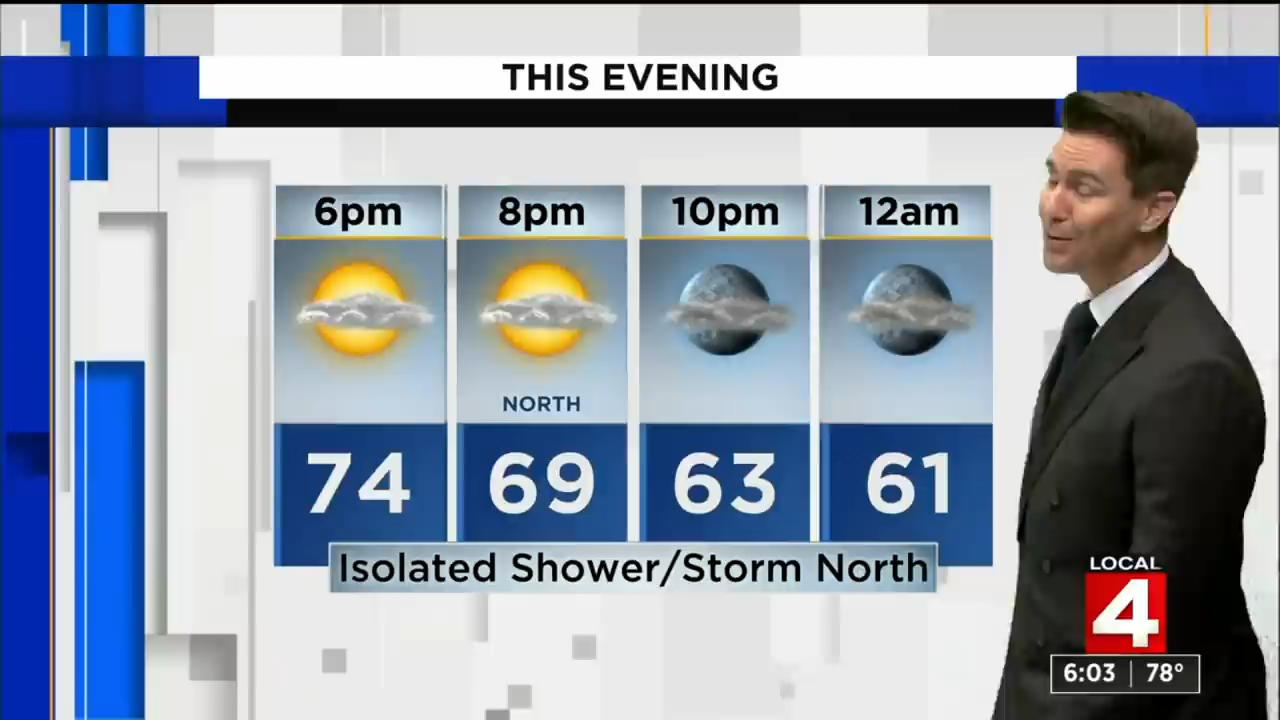 THIS EVENING
6pm
8pm
10pm
12am
NORTH
74
69
63
61
Isolated Shower/Storm North
LOCAL
4
6:03 | 78°